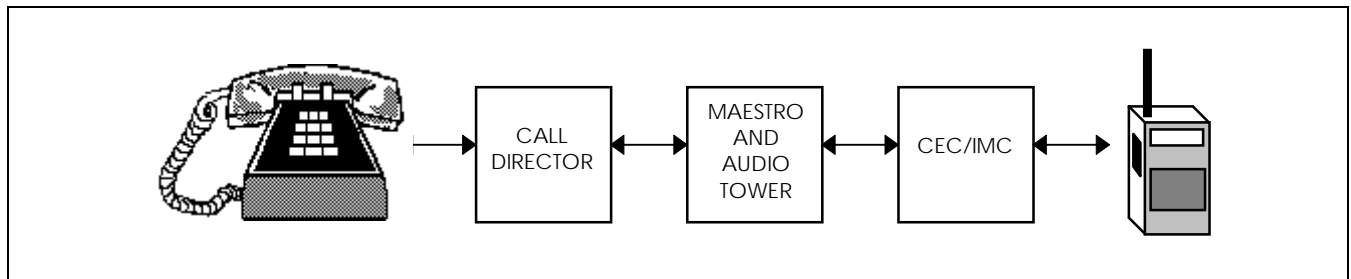 CALL
DIRECTOR
MAESTRO
AND
AUDIO
TOWER
CEC/IMC